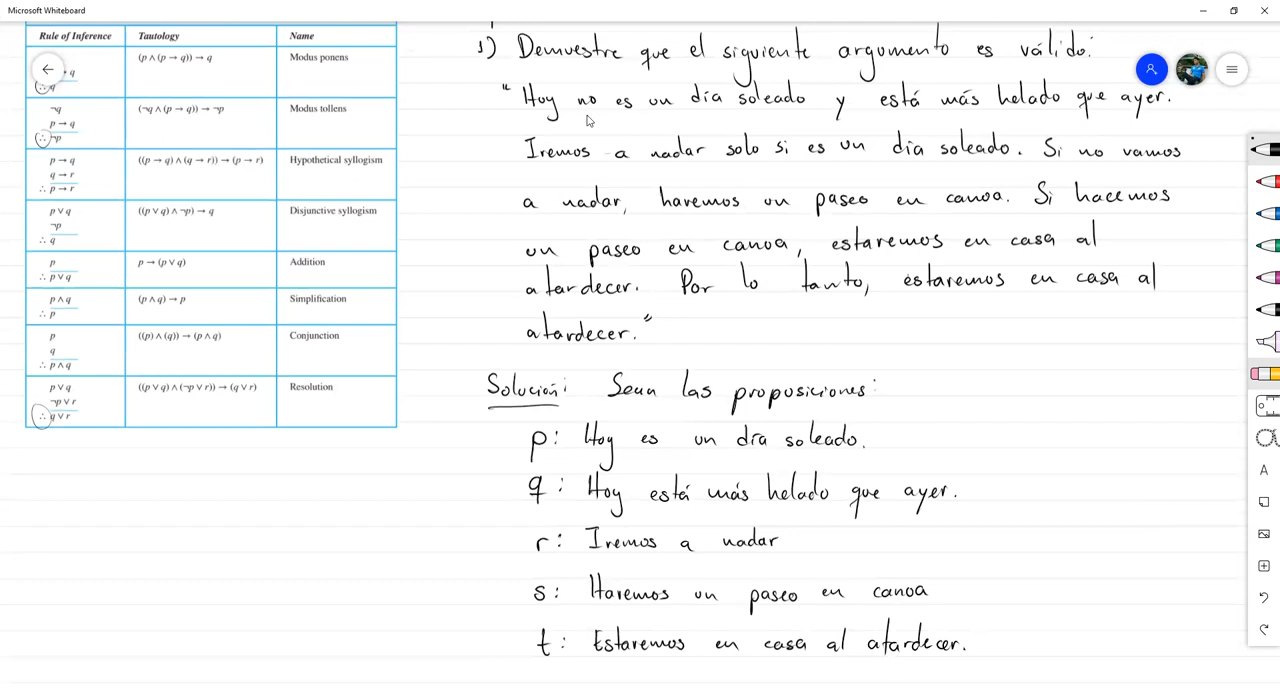 Microsoft Whiteboard
Rule of Inference Tautology Name
→ q
∴ q
(p ∧ (p → q)) → q
Modus ponens
¬q
p → q
∴ ¬p
(¬q ∧ (p → q)) → ¬p
Modus tollens
p → q
q → r
∴ p → r
((p → q) ∧ (q → r)) → (p → r)
Hypothetical syllogism
p ∨ q
¬p
∴ q
((p ∨ q) ∧ ¬p) → q
Disjunctive syllogism
p
∴ p ∨ q
p → (p ∨ q)
Addition
p ∧ q
∴ p
(p ∧ q) → p
Simplification
p
q
∴ p ∧ q
((p) ∧ (q)) → (p ∧ q)
Conjunction
p ∨ q
¬p ∨ r
∴ q ∨ r
((p ∨ q) ∧ (¬p ∨ r)) → (q ∨ r)
Resolution
1) Demuestre que el siguiente argumento es válido:
"Hoy no es un día soleado y está más helado que ayer.
Iremos a nadar solo si es un día soleado. Si no vamos
a nadar, haremos un paseo en canoa. Si hacemos
un paseo en canoa, estaremos en casa al
atardecer. Por lo tanto, estaremos en casa al
atardecer."
Solución: Sean las proposiciones:
p: Hoy es un día soleado.
q: Hoy está más helado que ayer.
r: Iremos a nadar
s: Haremos un paseo en canoa
t: Estaremos en casa al atardecer.
A